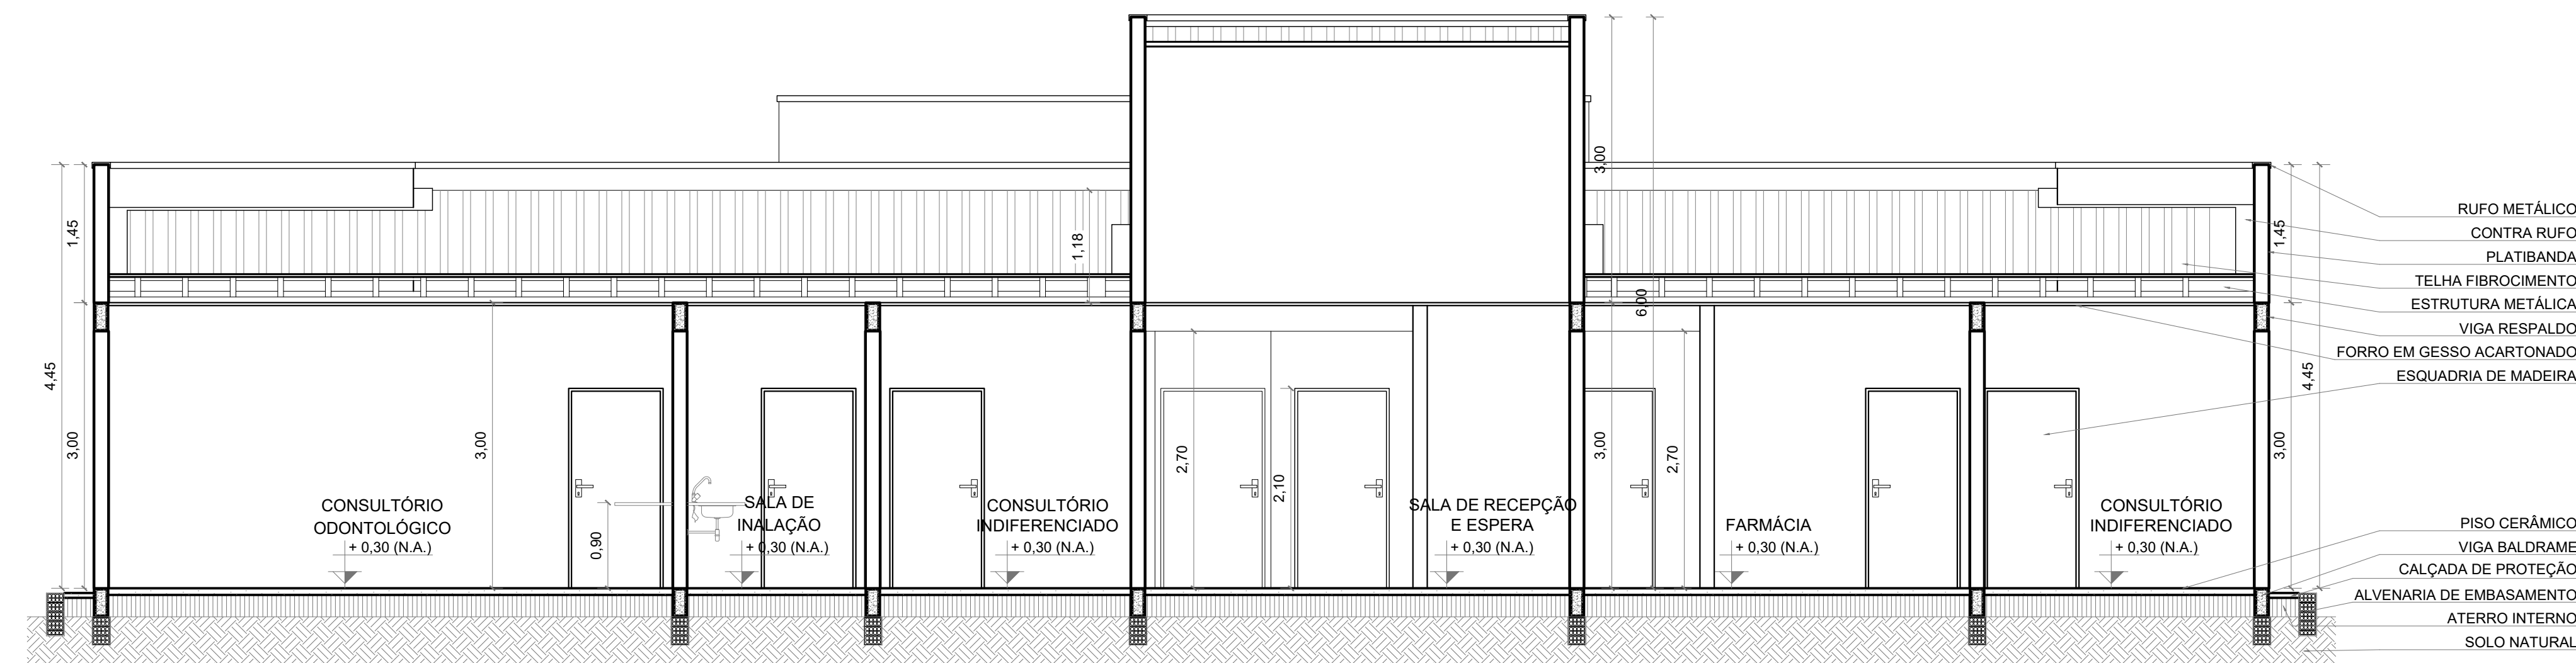 3,00
6,00
1,45
1,18
1,45
4,45
3,00
3,00
2,70
2,10
3,00
2,70
3,00
4,45
0,90
CONSULTÓRIO
ODONTOLÓGICO
+ 0,30 (N.A.)
SALA DE
INALAÇÃO
+ 0,30 (N.A.)
CONSULTÓRIO
INDIFERENCIADO
+ 0,30 (N.A.)
SALA DE RECEPÇÃO
E ESPERA
+ 0,30 (N.A.)
FARMÁCIA
+ 0,30 (N.A.)
CONSULTÓRIO
INDIFERENCIADO
+ 0,30 (N.A.)
RUFO METÁLICO
CONTRA RUFO
PLATIBANDA
TELHA FIBROCIMENTO
ESTRUTURA METÁLICA
VIGA RESPALDO
FORRO EM GESSO ACARTONADO
ESQUADRIA DE MADEIRA
PISO CERÂMICO
VIGA BALDRAME
CALÇADA DE PROTEÇÃO
ALVENARIA DE EMBASAMENTO
ATERRO INTERNO
SOLO NATURAL